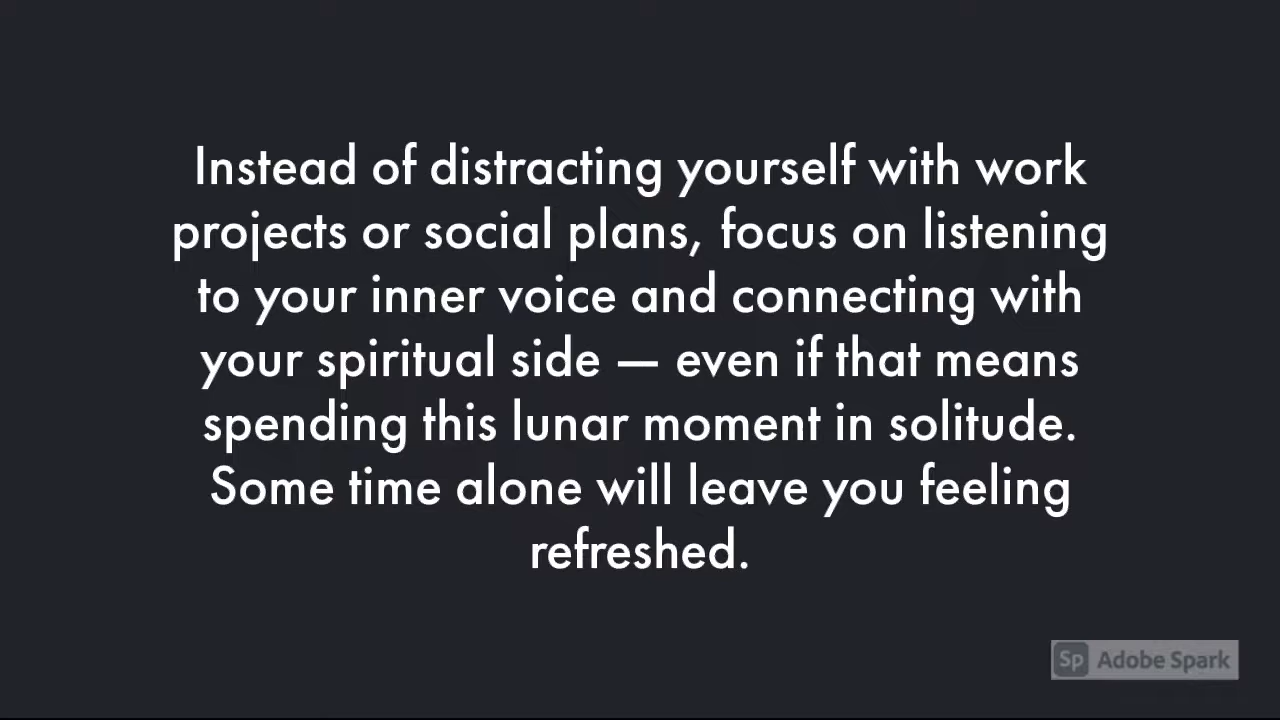 Instead of distracting yourself with work
projects or social plans, focus on listening
to your inner voice and connecting with
your spiritual side — even if that means
spending this lunar moment in solitude.
Some time alone will leave you feeling
refreshed.
Sp Adobe Spark